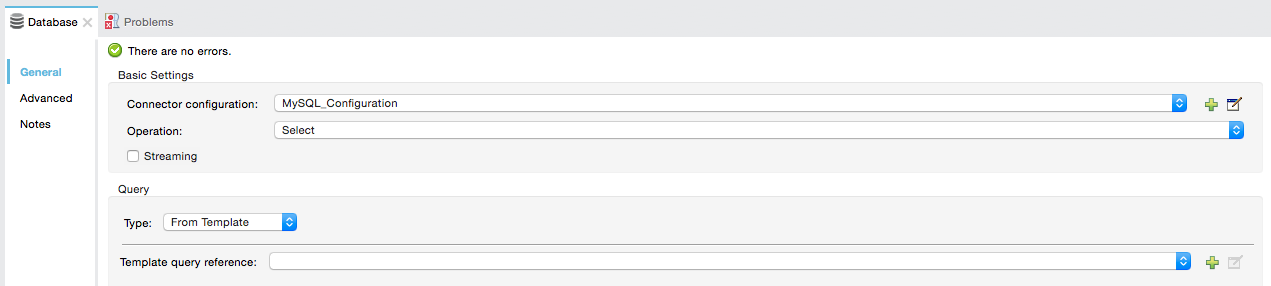 Database Problems
There are no errors.
General
Basic Settings
Advanced
Connector configuration: MySQL_Configuration
Notes
Operation: Select
Streaming
Query
Type: From Template
Template query reference: